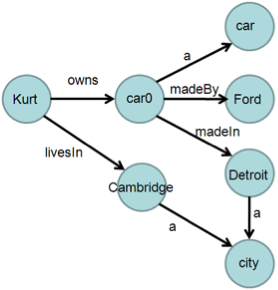 car
a
owns
madeBy
Kurt
car0
Ford
madeIn
livesIn
Detroit
Cambridge
a
a
city